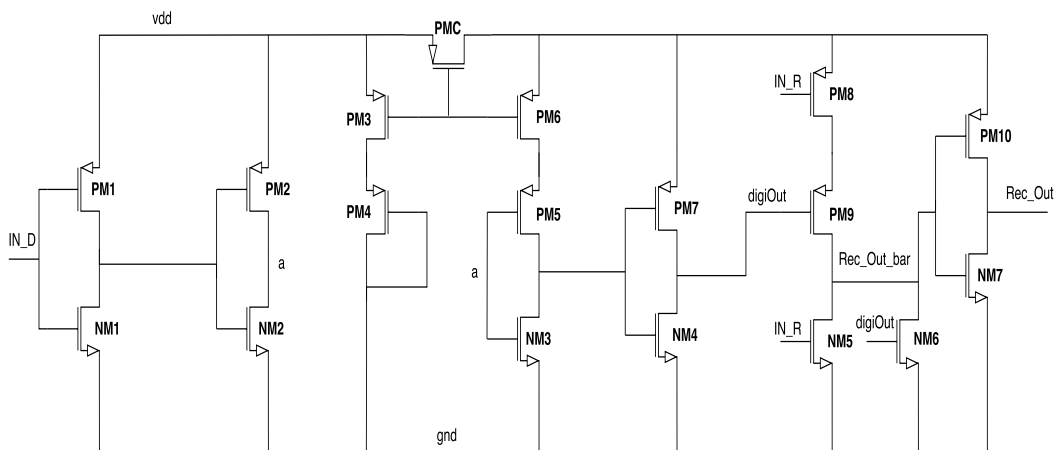 vdd
PMC
IN_R
PM8
PM3
PM6
PM10
PM1
PM2
PM4
PM5
PM7
digiOut
PM9
Rec_Out
IN_D
a
a
Rec_Out_bar
NM7
NM1
NM2
NM3
NM4
IN_R
NM5
digiOut
NM6
gnd